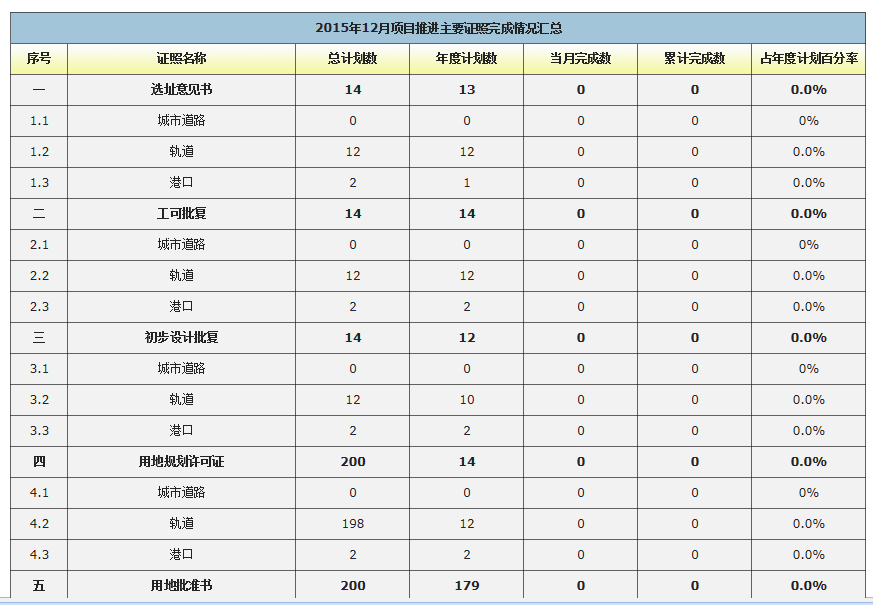 2015年12月项目推进主要证照完成情况汇总
序号 证照名称 总计划数 年度计划数 当月完成数 累计完成数 占年度计划百分率
一 选址意见书 14 13 0 0 0.0%
1.1 城市道路 0 0 0 0 0%
1.2 轨道 12 12 0 0 0.0%
1.3 港口 2 1 0 0 0.0%
二 工可批复 14 14 0 0 0.0%
2.1 城市道路 0 0 0 0 0%
2.2 轨道 12 12 0 0 0.0%
2.3 港口 2 2 0 0 0.0%
三 初步设计批复 14 12 0 0 0.0%
3.1 城市道路 0 0 0 0 0%
3.2 轨道 12 10 0 0 0.0%
3.3 港口 2 2 0 0 0.0%
四 用地规划许可证 200 14 0 0 0.0%
4.1 城市道路 0 0 0 0 0%
4.2 轨道 198 12 0 0 0.0%
4.3 港口 2 2 0 0 0.0%
五 用地批准书 200 179 0 0 0.0%